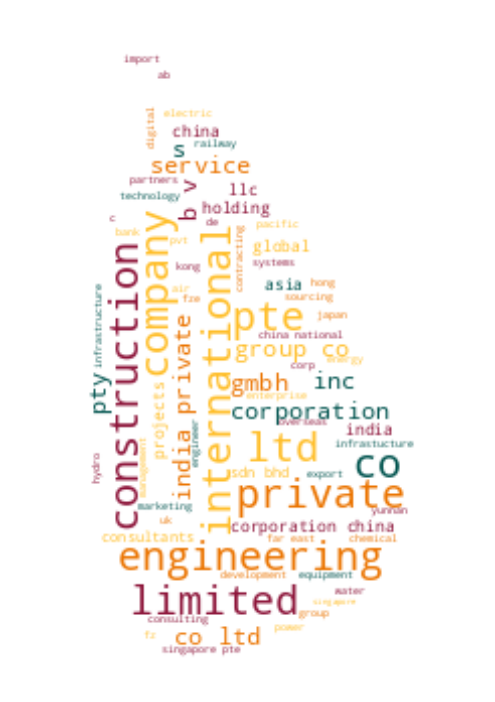 import
ab
digital
electric
china
s
railway
service
partners
llc
technology
b v
holding
c
de
pacific
bank
pvt
contracting
global
company
construction
international
kong
systems
infrastructure
air
asia
hong
fze
sourcing
pte
japan
india private
china national
group co
energy
corp
pty
projects
gmbh
inc
enterprise
corporation
overseas
engineer
india
management
ltd
infrastucture
hydro
sdn bhd
export
co
private
marketing
yunnan
uk
corporation china
consultants
far east
chemical
engineering
development
equipment
water
limited
singapore
group
consulting
power
fz
co ltd
singapore pte